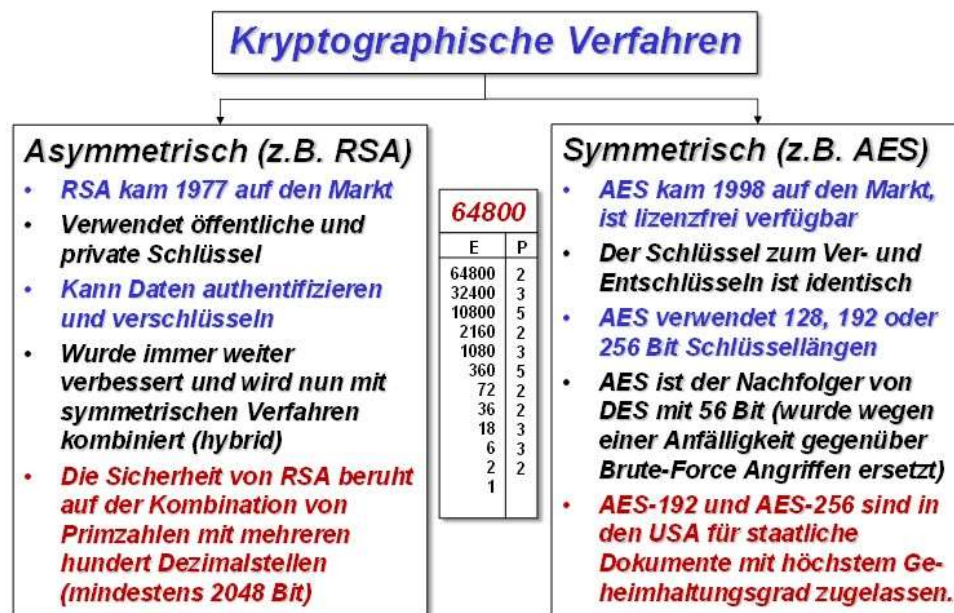 Kryptographische Verfahren
Asymmetrisch (z.B. RSA)
• RSA kam 1977 auf den Markt
• Verwendet öffentliche und
private Schlüssel
• Kann Daten authentifizieren
und verschlüsseln
• Wurde immer weiter
verbessert und wird nun mit
symmetrischen Verfahren
kombiniert (hybrid)
• Die Sicherheit von RSA beruht
auf der Kombination von
Primzahlen mit mehreren
hundert Dezimalstellen
(mindestens 2048 Bit)
64800
E P
64800 2
32400 3
10800 5
2160 2
1080 3
360 5
72 2
36 2
18 3
6 3
2 2
1
Symmetrisch (z.B. AES)
• AES kam 1998 auf den Markt,
ist lizenzfrei verfügbar
• Der Schlüssel zum Ver- und
Entschlüsseln ist identisch
• AES verwendet 128, 192 oder
256 Bit Schlüssellängen
• AES ist der Nachfolger von
DES mit 56 Bit (wurde wegen
einer Anfälligkeit gegenüber
Brute-Force Angriffen ersetzt)
• AES-192 und AES-256 sind in
den USA für staatliche
Dokumente mit höchstem Ge-
heimhaltungsgrad zugelassen.